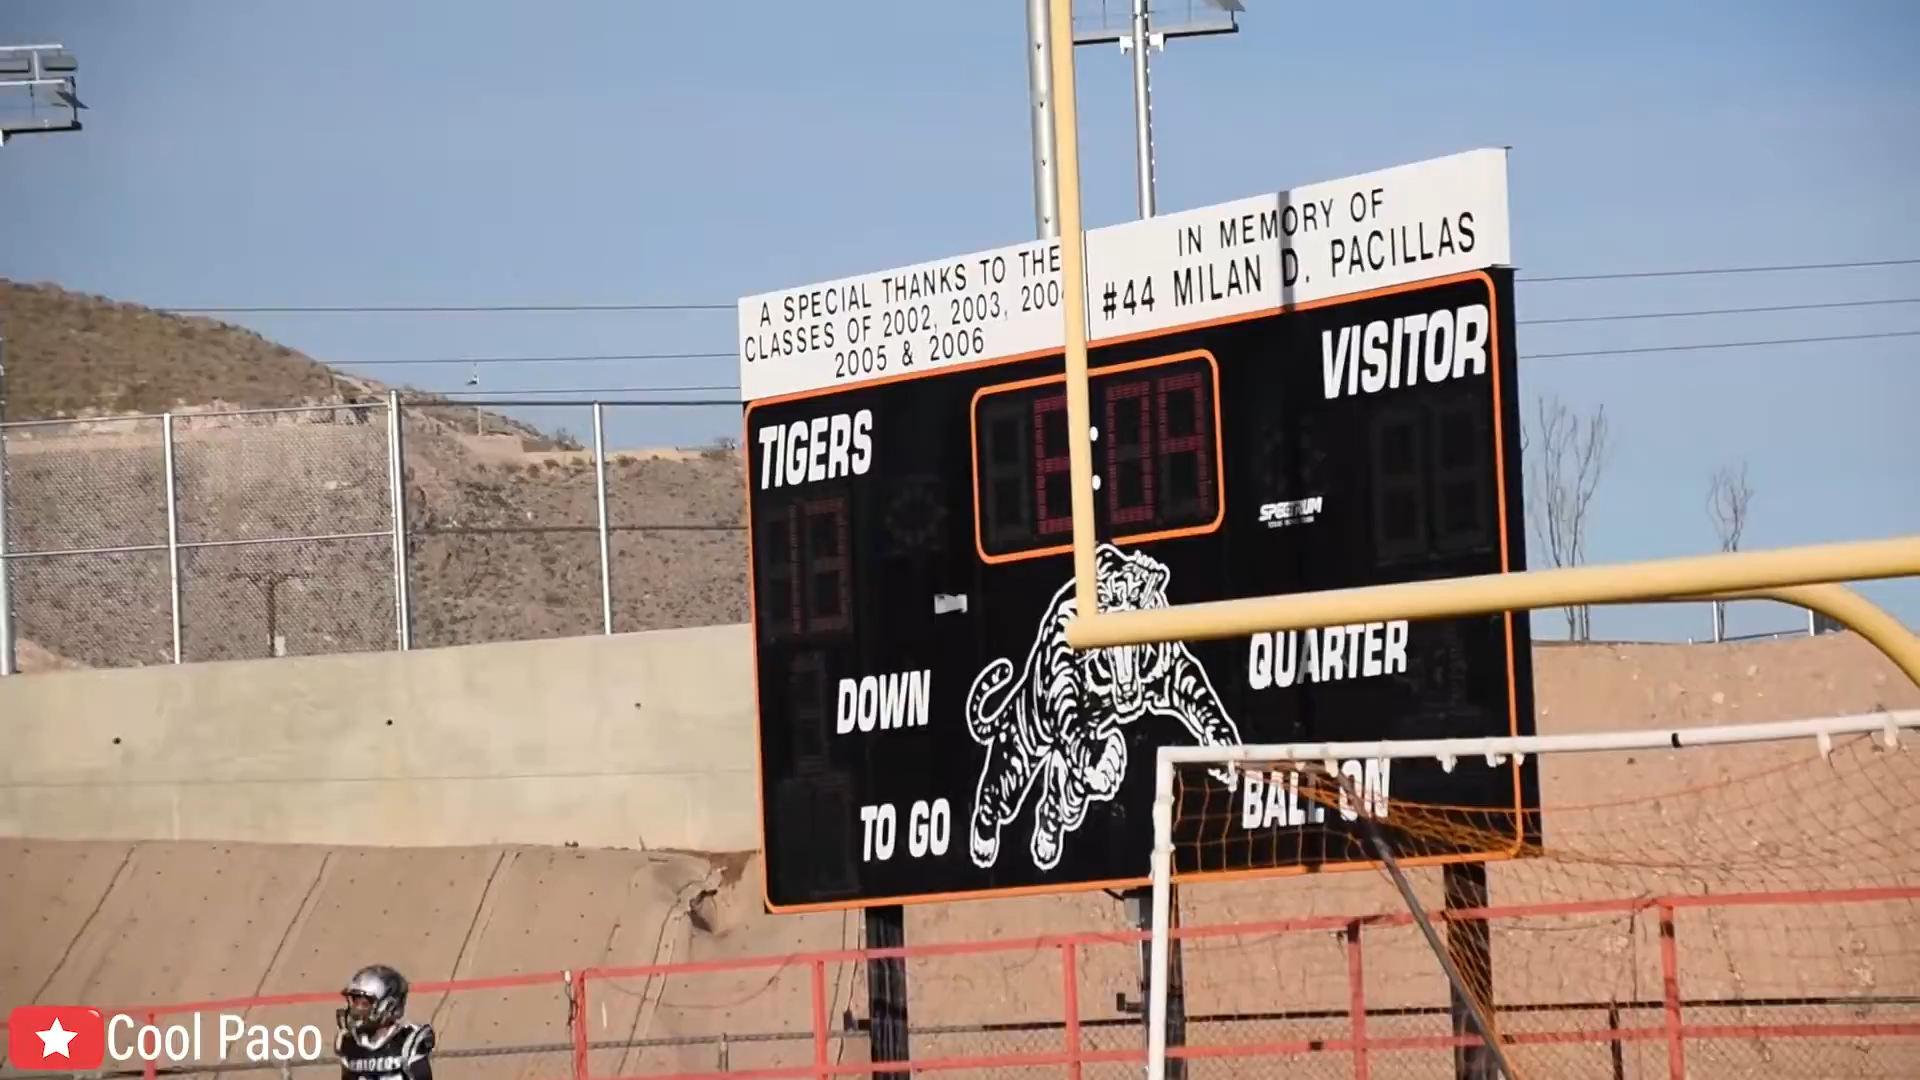 A SPECIAL THANKS TO THE
CLASSES OF 2002, 2003, 200
2005 & 2006
IN MEMORY OF
#44 MILAN D. PACILLAS
TIGERS
VISITOR
SPECTRUM
DOWN
QUARTER
TO GO
BALL ON
Cool Paso